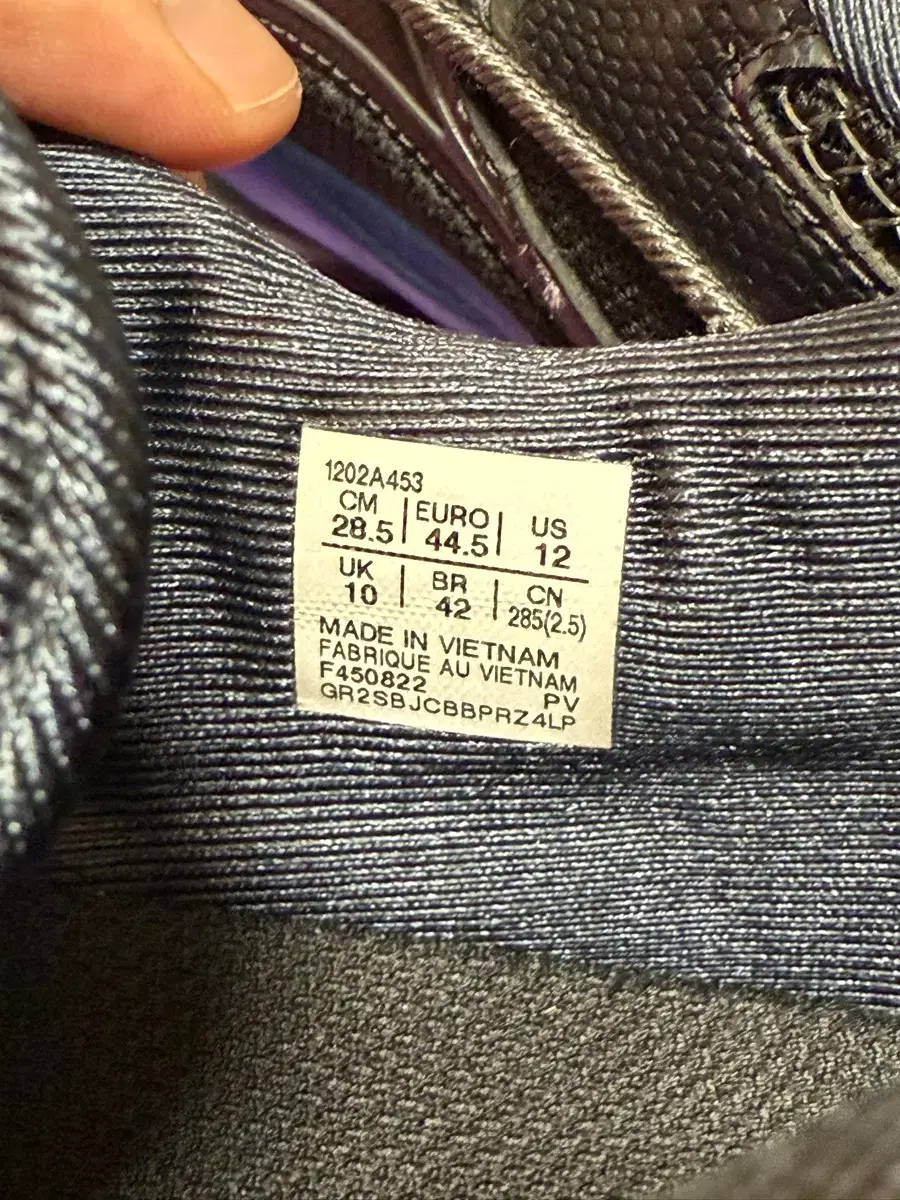 1202A453
CM | EURO | US
28.5 | 44.5 | 12
UK | BR | CN
10 | 42 | 285(2.5)
MADE IN VIETNAM
FABRIQUE AU VIETNAM
F450822 PV
GR2SBJCBBPRZ4LP